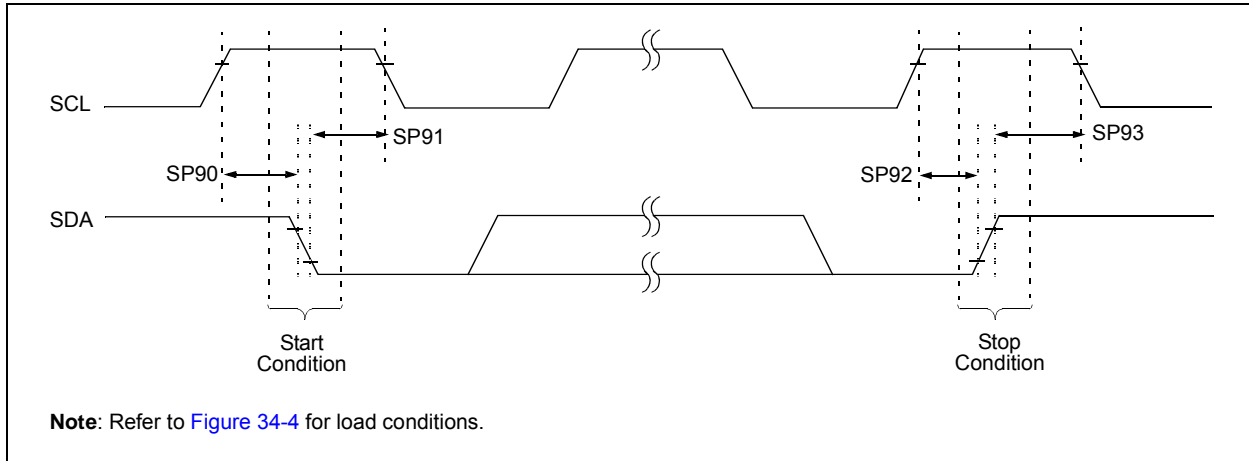 SCL
SP91
SP93
SP90
SP92
SDA
Start
Condition
Stop
Condition
Note: Refer to Figure 34-4 for load conditions.